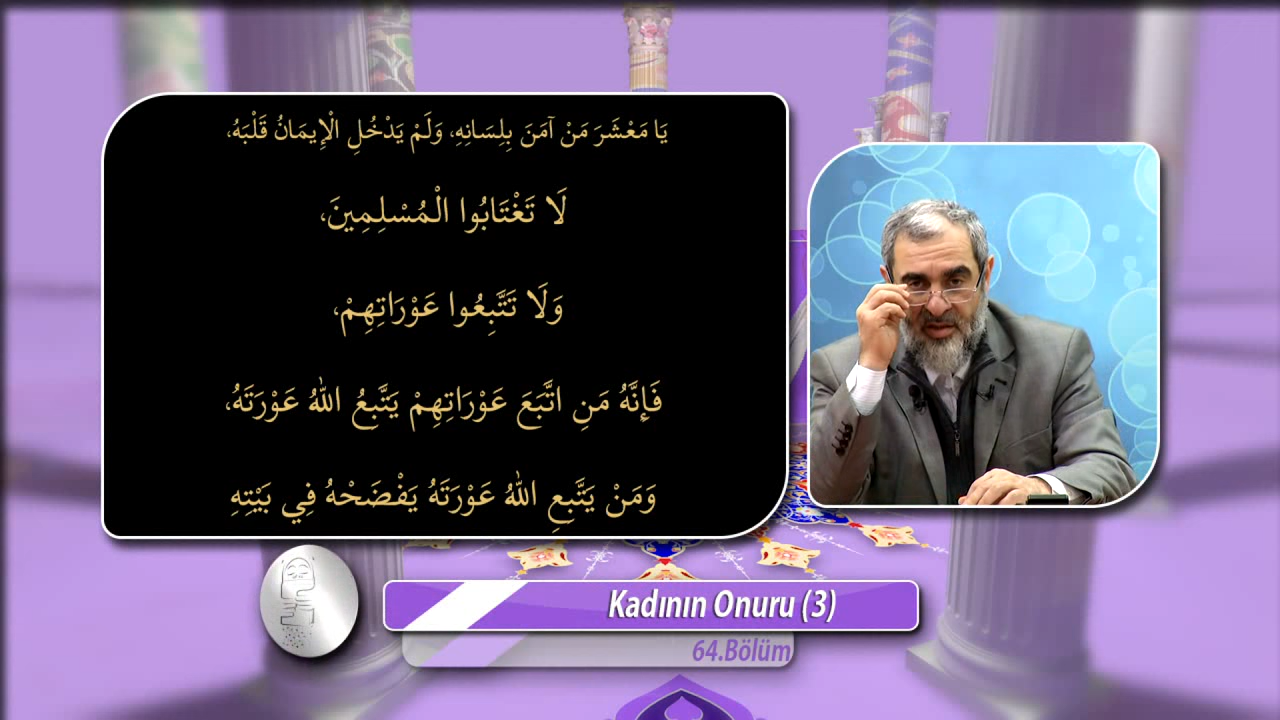 يَا مَعْشَرَ مَنْ آمَنَ بِلِسَانِهِ، وَلَمْ يَدْخُلِ الْإِيمَانُ قَلْبَهُ،
لَا تَغْتَابُوا الْمُسْلِمِينَ،
وَلَا تَتَّبِعُوا عَوْرَاتِهِمْ،
فَإِنَّهُ مَنِ اتَّبَعَ عَوْرَاتِهِمْ يَتَّبِعُ اللهُ عَوْرَتَهُ،
وَمَنْ يَتَّبِعِ اللهُ عَوْرَتَهُ يَفْضَحْهُ فِي بَيْتِهِ
Kadının Onuru (3)
64.Bölüm